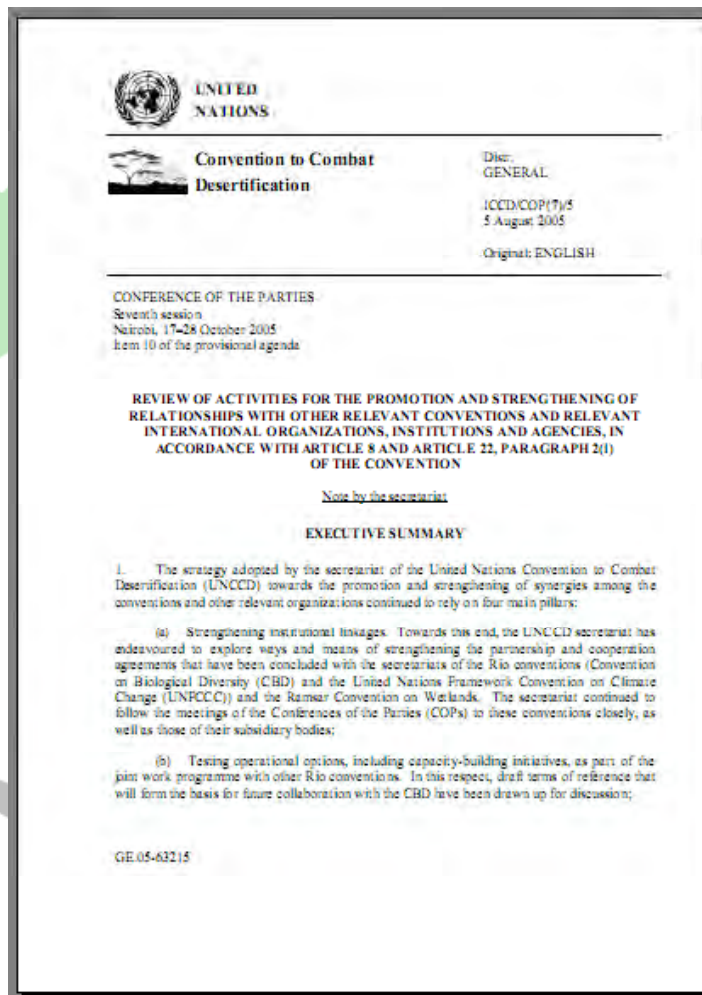 UNITED
NATIONS
Convention to Combat
Desertification
Distr.
GENERAL
ICCD/COP(7)/5
5 August 2005
Original: ENGLISH
CONFERENCE OF THE PARTIES
Seventh session
Nairobi, 17–28 October 2005
Item 10 of the provisional agenda
REVIEW OF ACTIVITIES FOR THE PROMOTION AND STRENGTHENING OF
RELATIONSHIPS WITH OTHER RELEVANT CONVENTIONS AND RELEVANT
INTERNATIONAL ORGANIZATIONS, INSTITUTIONS AND AGENCIES, IN
ACCORDANCE WITH ARTICLE 8 AND ARTICLE 22, PARAGRAPH 2(i)
OF THE CONVENTION
Note by the secretariat
EXECUTIVE SUMMARY
1. The strategy adopted by the secretariat of the United Nations Convention to Combat
Desertification (UNCCD) towards the promotion and strengthening of synergies among the
conventions and other relevant organizations continued to rely on four main pillars:
(a) Strengthening institutional linkages. Towards this end, the UNCCD secretariat has
endeavoured to explore ways and means of strengthening the partnership and cooperation
agreements that have been concluded with the secretariats of the Rio conventions (Convention
on Biological Diversity (CBD) and the United Nations Framework Convention on Climate
Change (UNFCCC)) and the Ramsar Convention on Wetlands. The secretariat continued to
follow the meetings of the Conferences of the Parties (COPs) to these conventions closely, as
well as those of their subsidiary bodies;
(b) Testing operational options, including capacity-building initiatives, as part of the
joint work programme with other Rio conventions. In this respect, draft terms of reference that
will form the basis for future collaboration with the CBD have been drawn up for discussion;
GE.05-63215